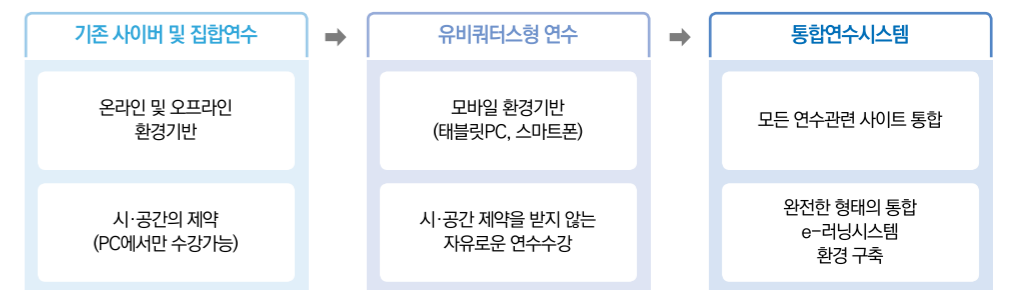 기존 사이버 및 집합연수
온라인 및 오프라인
환경기반
시·공간의 제약
(PC에서만 수강가능)
유비쿼터스형 연수
모바일 환경기반
(태블릿PC, 스마트폰)
시·공간 제약을 받지 않는
자유로운 연수수강
통합연수시스템
모든 연수관련 사이트 통합
완전한 형태의 통합
e-러닝시스템
환경 구축